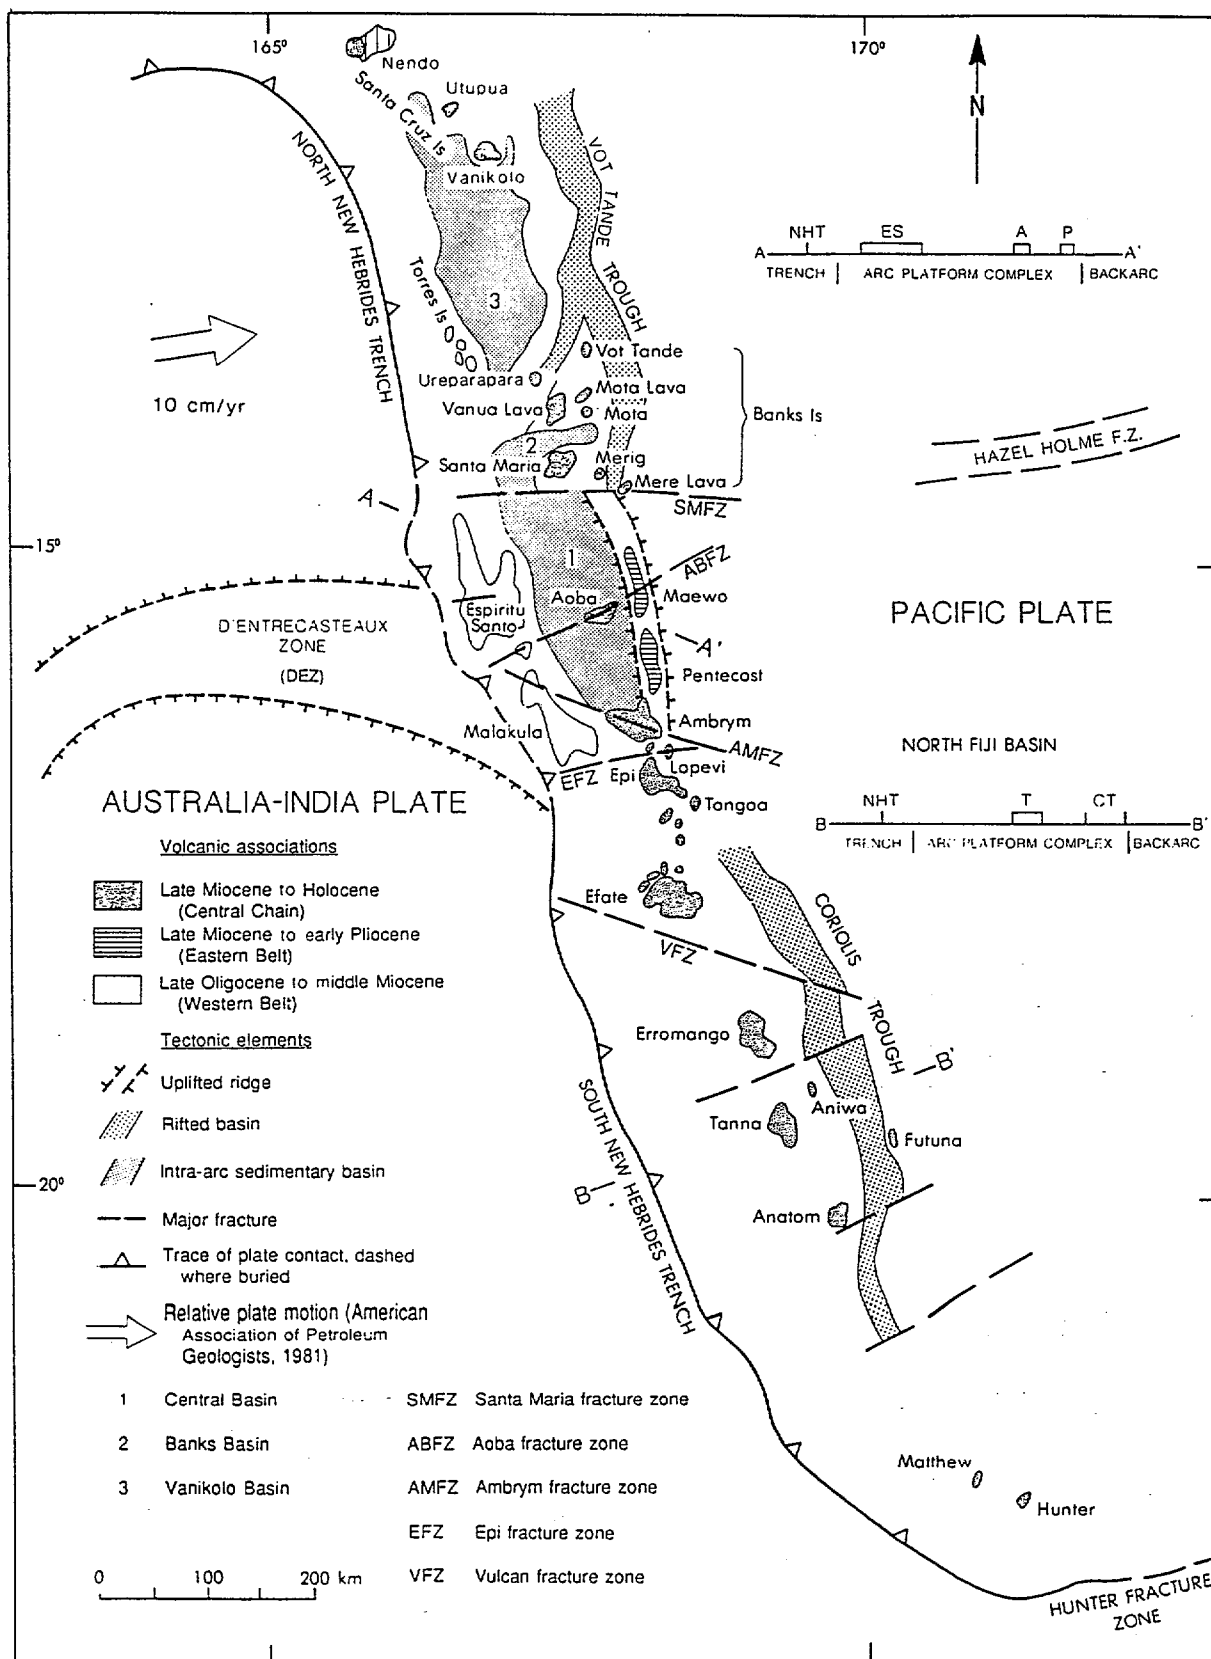 165°
170°
Nendo
Santa Cruz Is
Utupua
Vanikolo
N
VOT TANDE TROUGH
NORTH NEW HEBRIDES TRENCH
NHT
ES
A
P
A
A'
TRENCH
ARC PLATFORM COMPLEX
BACKARC
3
Torres Is
10 cm/yr
Vot Tande
Ureparapara
Mota Lava
Vanua Lava
Mota
Banks Is
2
Merig
Santa Maria
Mere Lava
SMFZ
HAZEL HOLME F.Z.
A
15°
1
ABFZ
Aoba
Maewo
Espiritu
Santo
PACIFIC PLATE
D'ENTRECASTEAUX
ZONE
(DEZ)
A'
Pentecost
Malakula
Ambrym
AMFZ
NORTH FIJI BASIN
EFZ
Epi
Lopevi
Tongoa
AUSTRALIA-INDIA PLATE
NHT
T
CT
B
B'
TRENCH
ARC PLATFORM COMPLEX
BACKARC
Volcanic associations
Late Miocene to Holocene
(Central Chain)
Late Miocene to early Pliocene
(Eastern Belt)
Late Oligocene to middle Miocene
(Western Belt)
Efate
VFZ
CORIOLIS TROUGH
Erromango
B'
Tectonic elements
Uplifted ridge
Rifted basin
Intra-arc sedimentary basin
Major fracture
Trace of plate contact, dashed
where buried
Relative plate motion (American
Association of Petroleum
Geologists, 1981)
SOUTH NEW HEBRIDES TRENCH
Aniwa
Tanna
Futuna
20°
B
Anatom
1 Central Basin
2 Banks Basin
3 Vanikolo Basin
SMFZ Santa Maria fracture zone
ABFZ Aoba fracture zone
AMFZ Ambrym fracture zone
EFZ Epi fracture zone
VFZ Vulcan fracture zone
Matthew
Hunter
0 100 200 km
HUNTER FRACTURE
ZONE